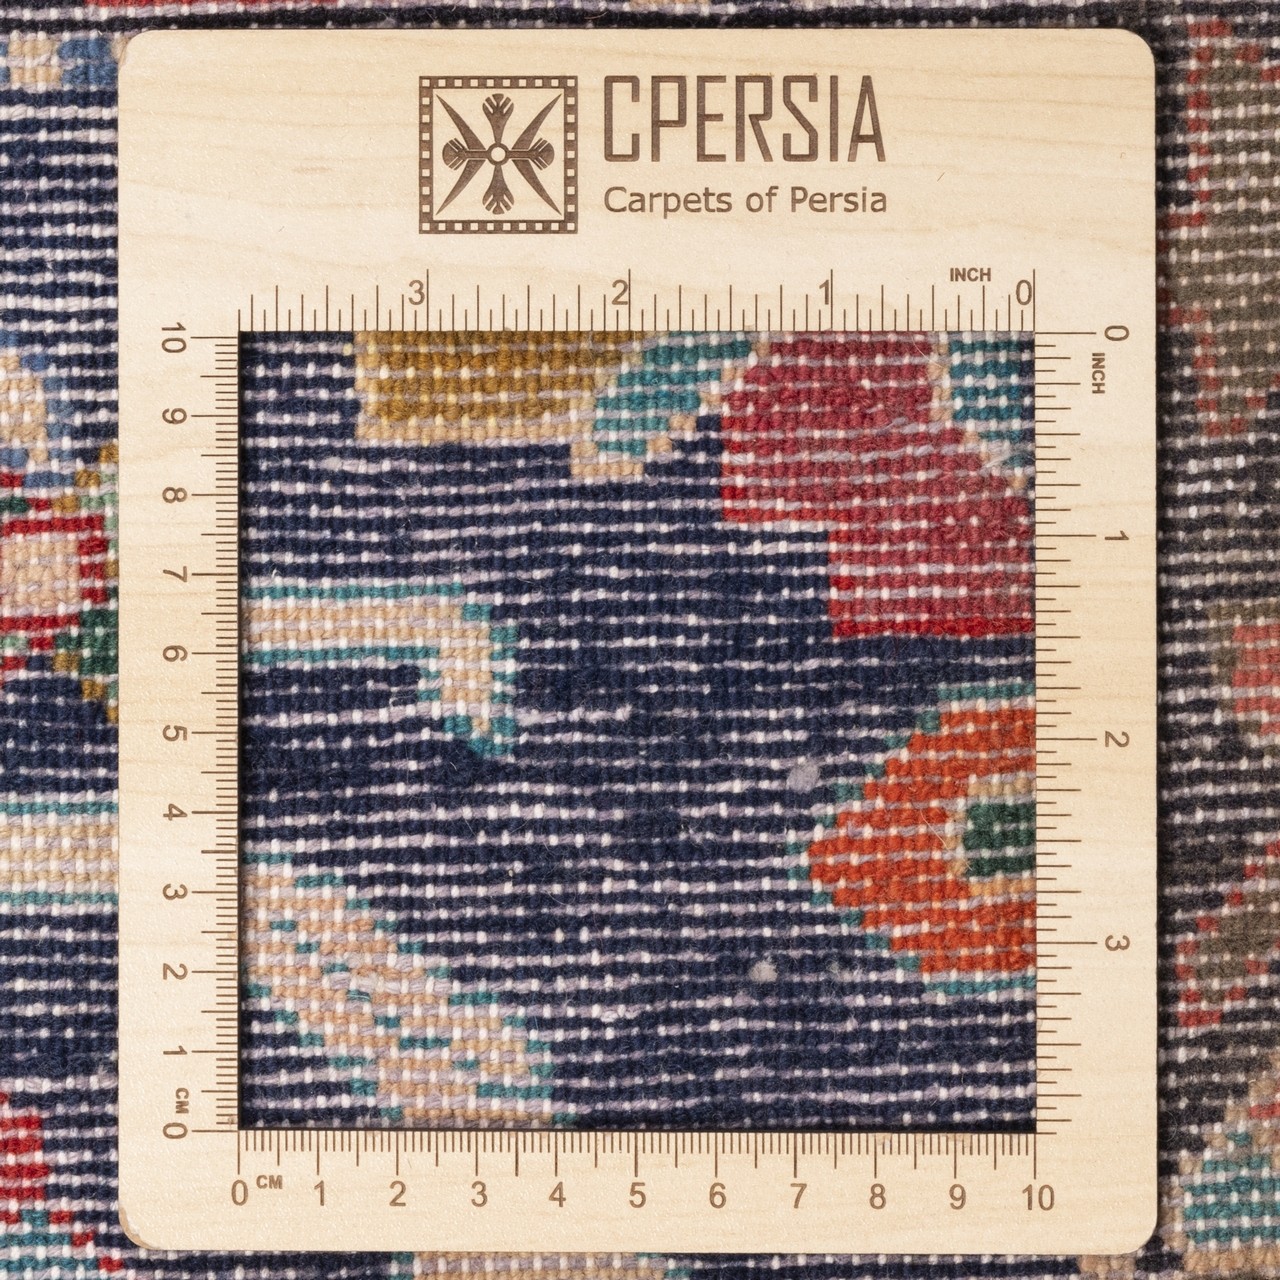 CPERSIA
Carpets of Persia
INCH
3 2 1 0
10 9 8 7 6 5 4 3 2 1 CM 0
0 INCH 1 2 3
0 CM 1 2 3 4 5 6 7 8 9 10